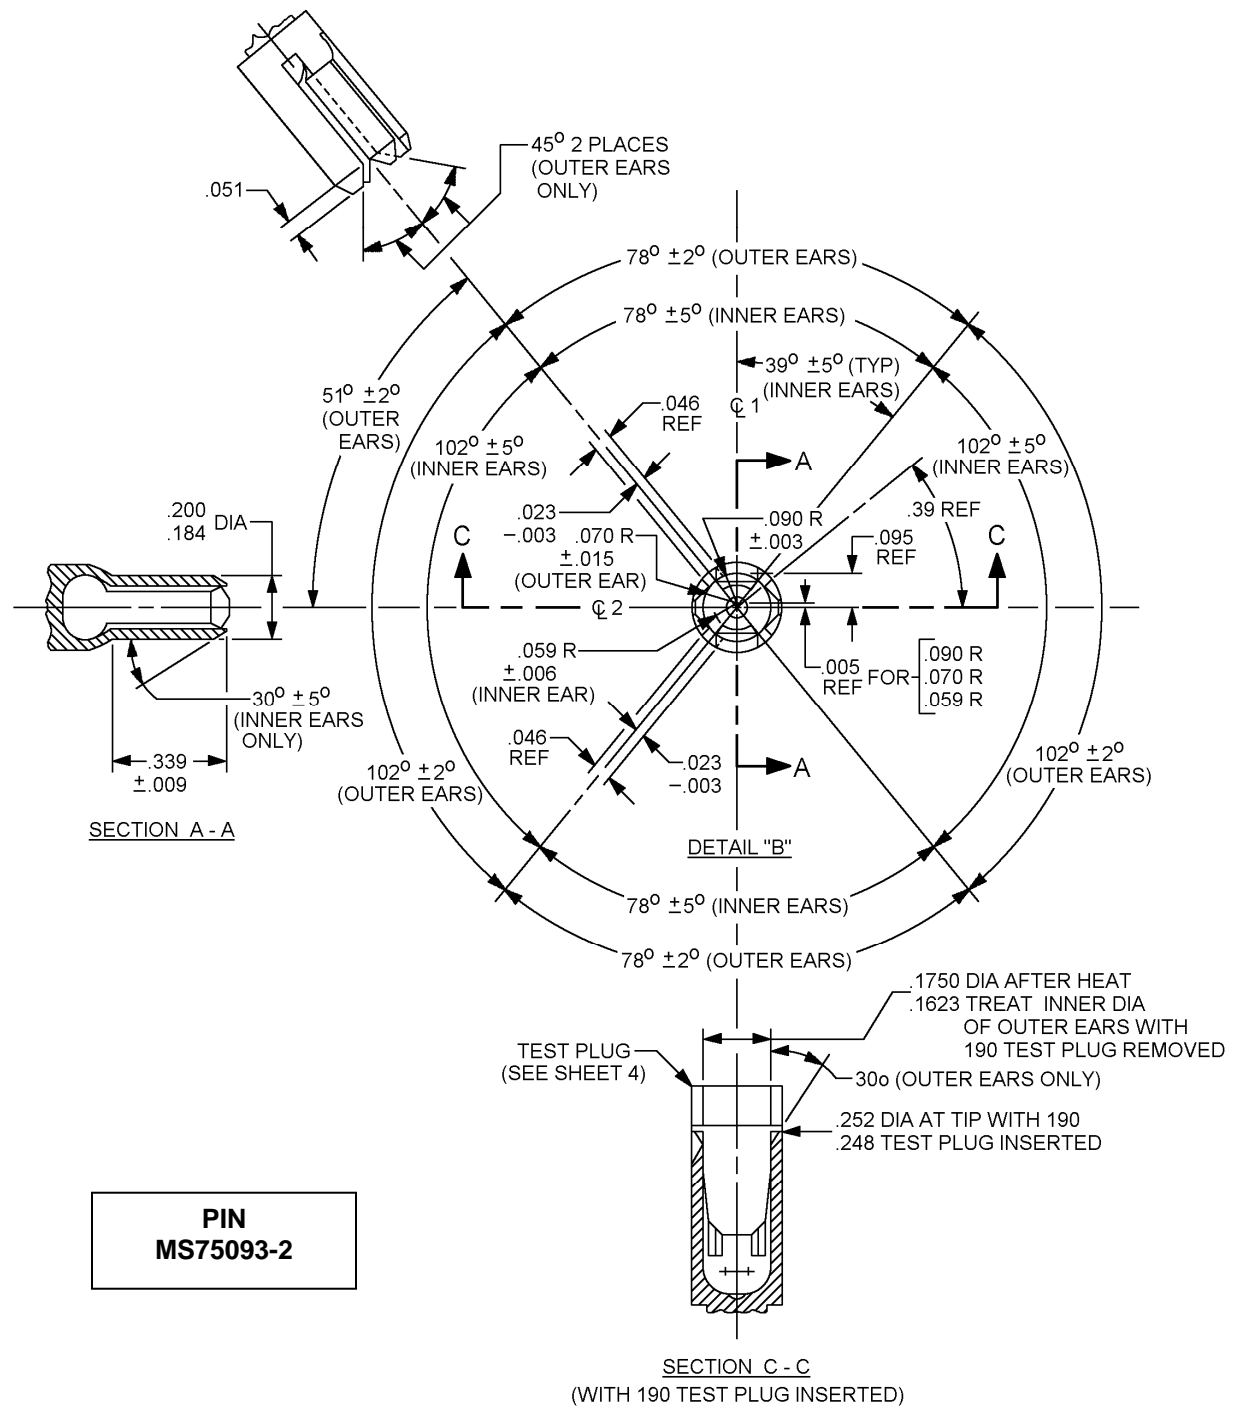 45° 2 PLACES
(OUTER EARS
ONLY)
.051
78° ±2° (OUTER EARS)
78° ±5° (INNER EARS)
39° ±5° (TYP)
(INNER EARS)
℄ 1
.046
REF
51° ±2°
(OUTER
EARS)
102° ±5°
(INNER EARS)
102° ±5°
(INNER EARS)
A
.200
.184 DIA
.023
-.003
.070 R
±.015
(OUTER EAR)
.090 R
±.003
.39 REF
.095
REF
C
C
℄ 2
.059 R
±.006
(INNER EAR)
.005
REF
FOR
.090 R
.070 R
.059 R
30° ±5°
(INNER EARS
ONLY)
.339
±.009
.046
REF
.023
-.003
A
102° ±2°
(OUTER EARS)
102° ±2°
(OUTER EARS)
SECTION A - A
DETAIL "B"
78° ±5° (INNER EARS)
78° ±2° (OUTER EARS)
.1750 DIA AFTER HEAT
.1623 TREAT INNER DIA
OF OUTER EARS WITH
190 TEST PLUG REMOVED
TEST PLUG
(SEE SHEET 4)
30o (OUTER EARS ONLY)
.252 DIA AT TIP WITH 190
.248 TEST PLUG INSERTED
PIN
MS75093-2
SECTION C - C
(WITH 190 TEST PLUG INSERTED)